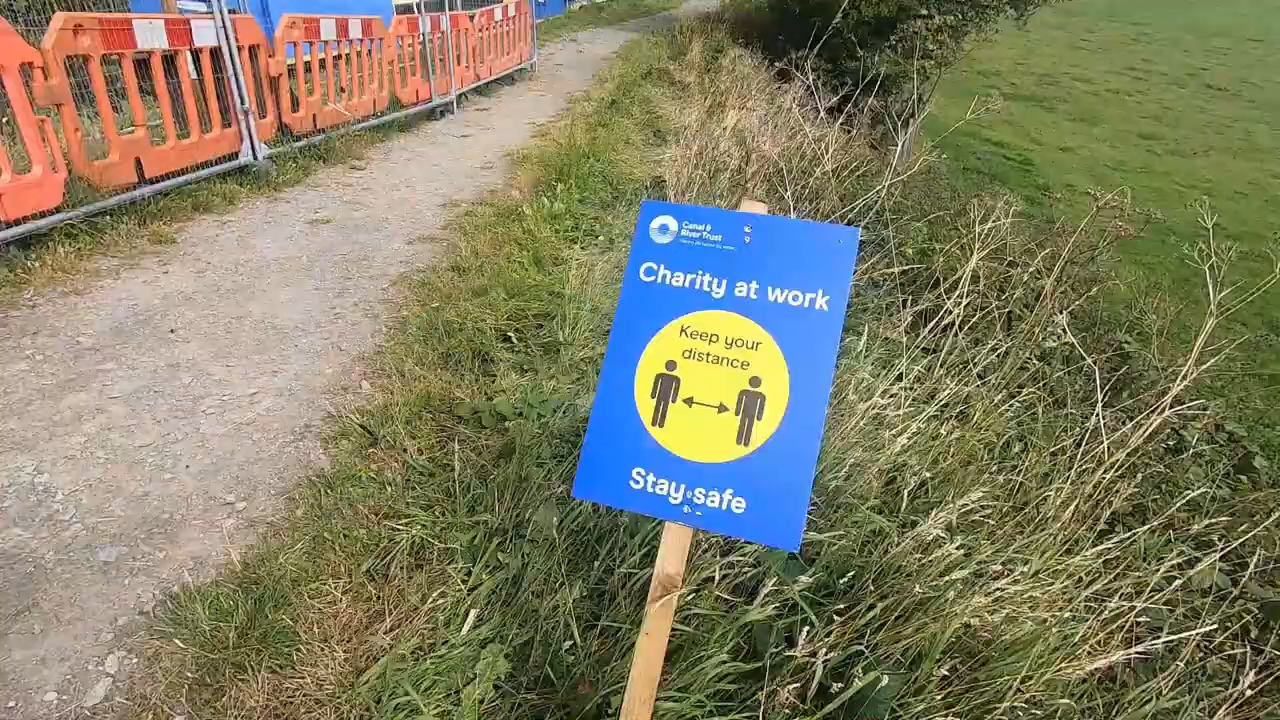 Canal &
River Trust
Charity at work
Keep your
distance
Stay safe